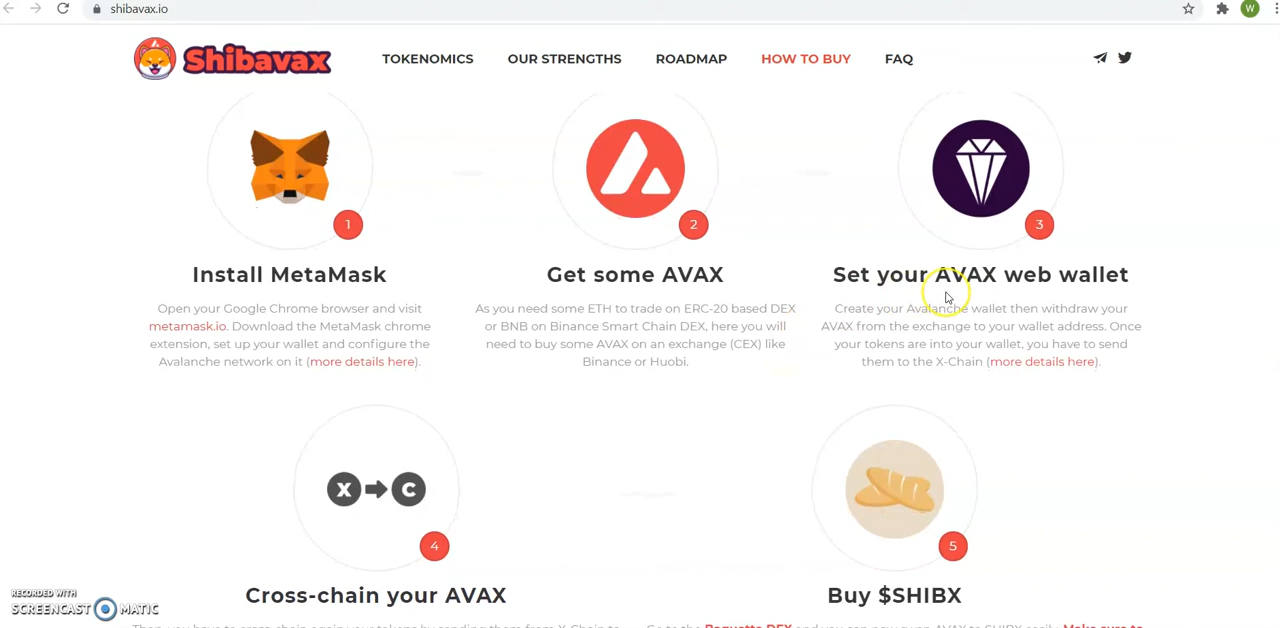 shibavax.io
W
Shibavax TOKENOMICS OUR STRENGTHS ROADMAP HOW TO BUY FAQ
1
2
3
Install MetaMask
Open your Google Chrome browser and visit
metamask.io. Download the MetaMask chrome
extension, set up your wallet and configure the
Avalanche network on it (more details here).
Get some AVAX
As you need some ETH to trade on ERC-20 based DEX
or BNB on Binance Smart Chain DEX, here you will
need to buy some AVAX on an exchange (CEX) like
Binance or Huobi.
Set your AVAX web wallet
Create your Avalanche wallet then withdraw your
AVAX from the exchange to your wallet address. Once
your tokens are into your wallet, you have to send
them to the X-Chain (more details here).
X C
4
5
Cross-chain your AVAX
Buy $SHIBX
RECORDED WITH
SCREENCAST MATIC